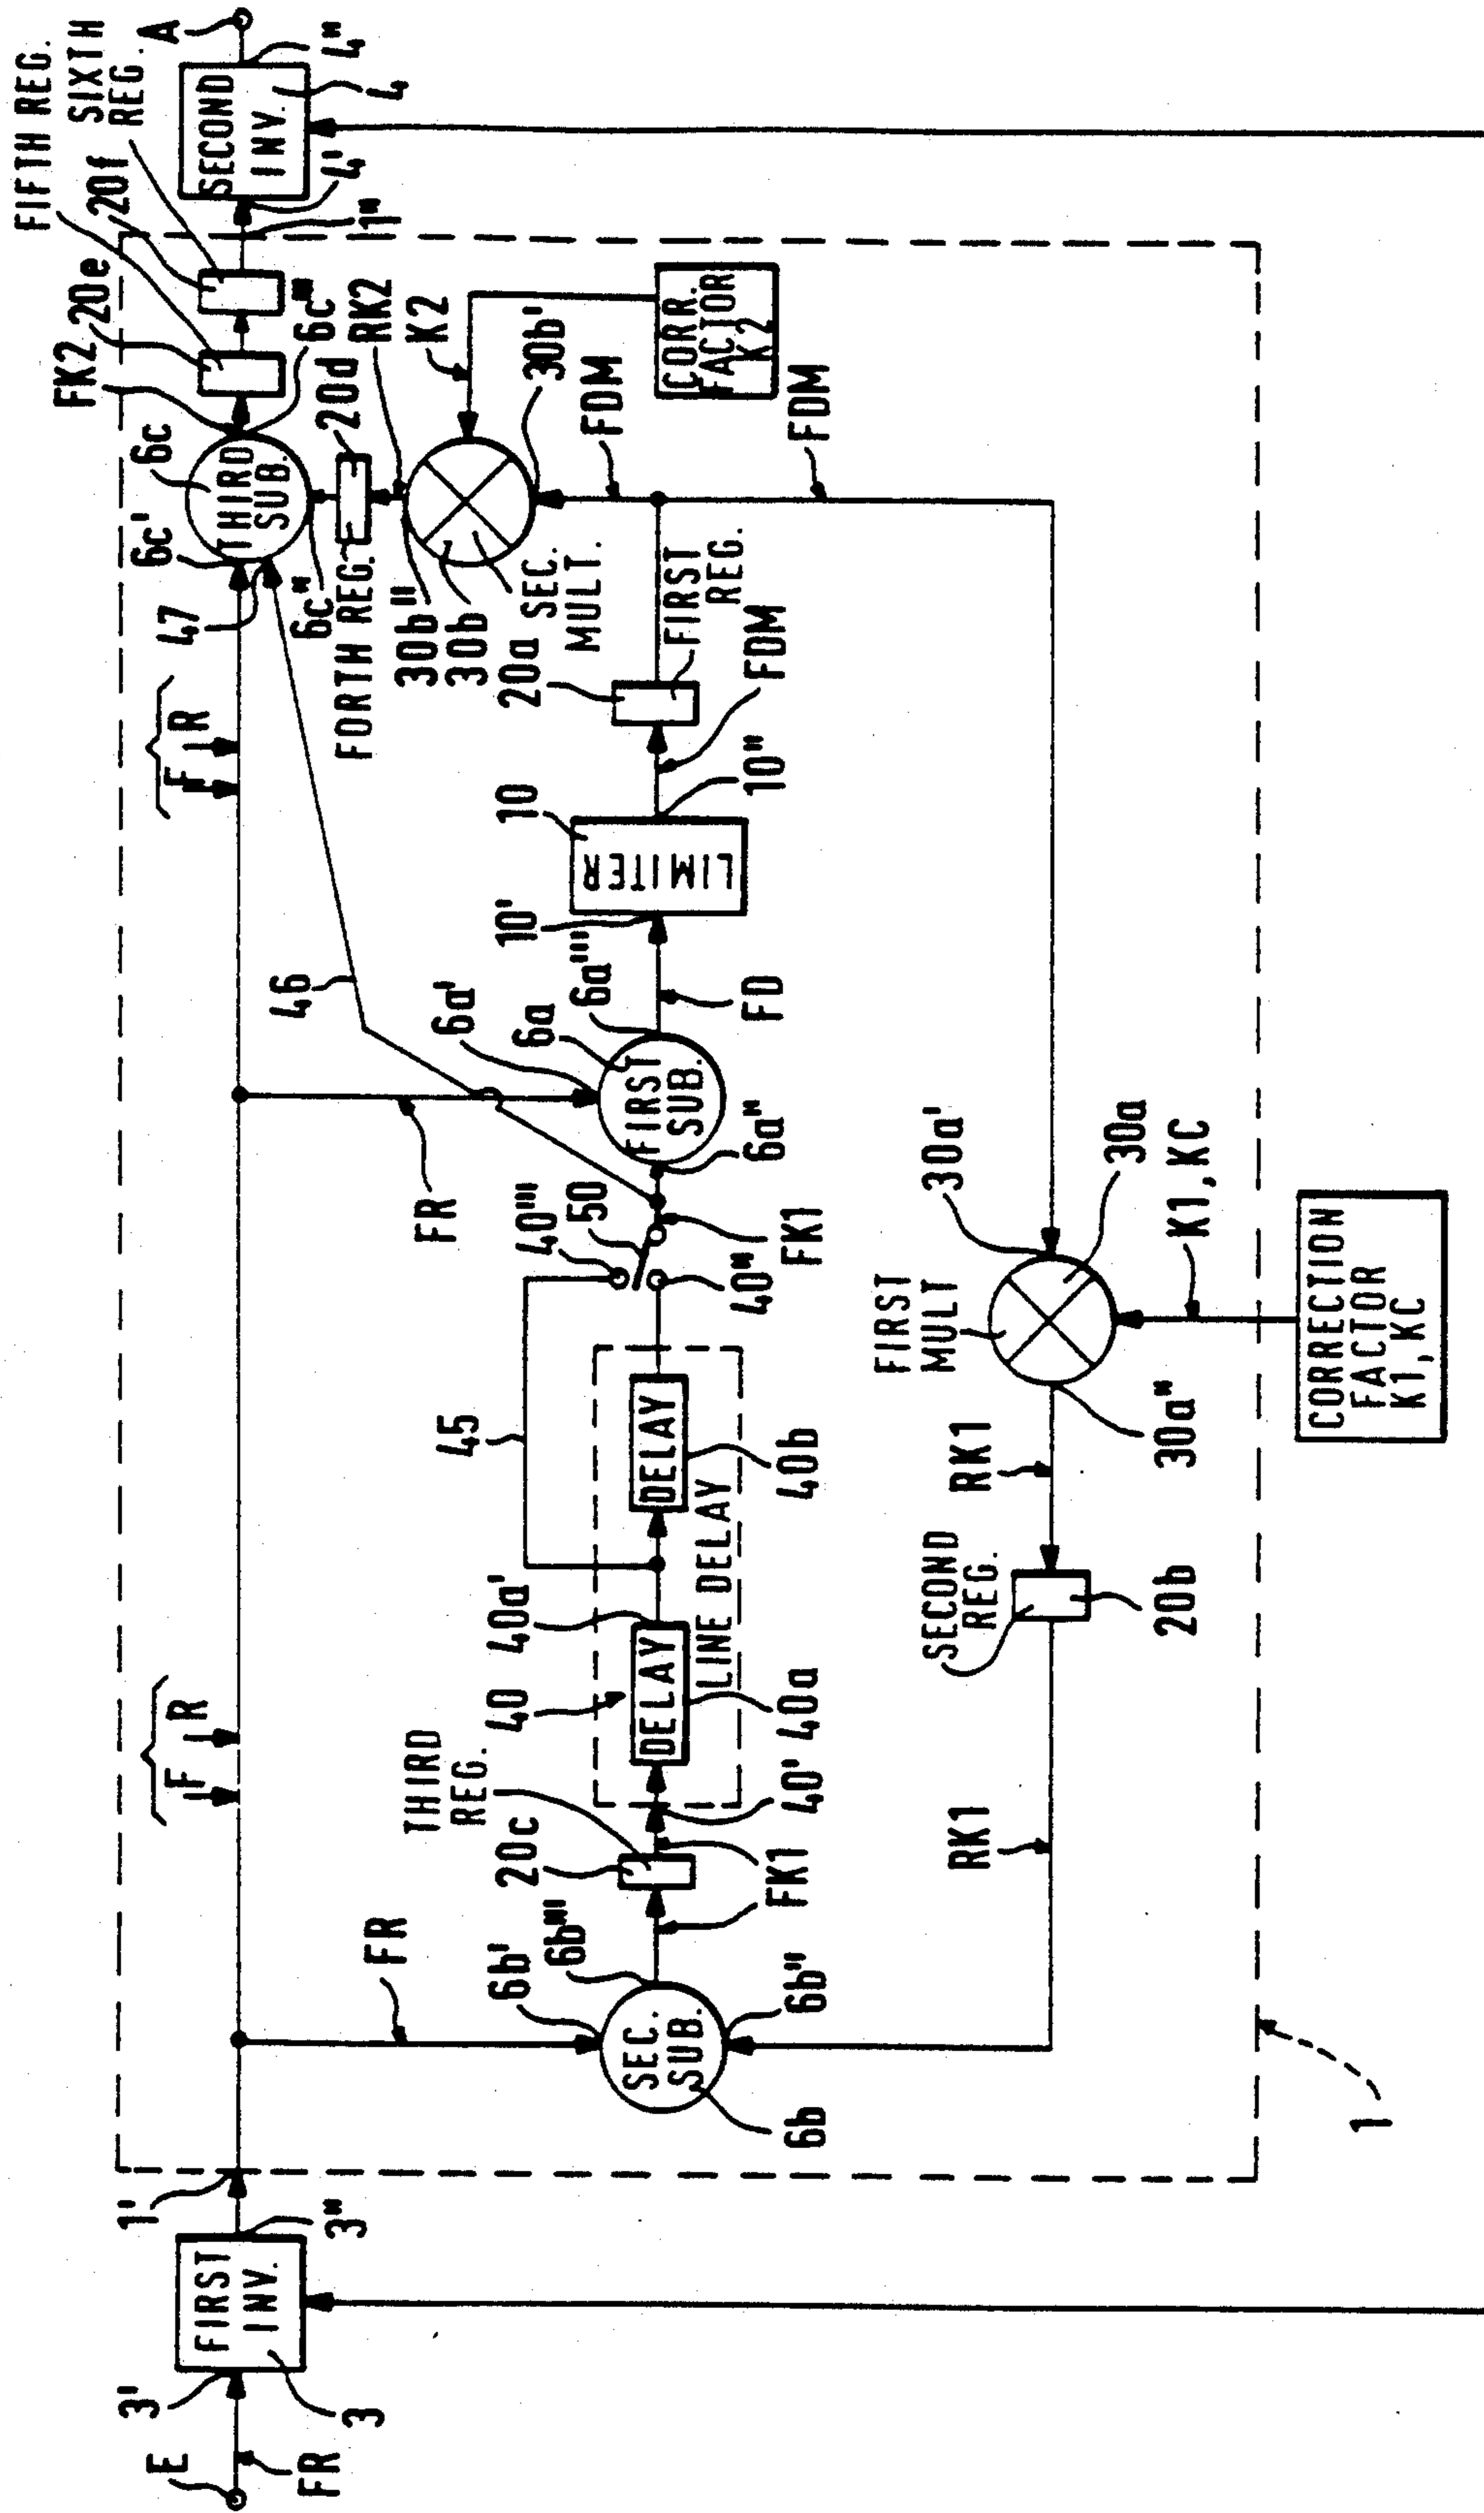 E
FR
3'
3
FIRST
INV.
3"
1'
FR
F R
6b'
6b"'
SEC.
SUB.
6b"
6b
FK1
20c
THIRD
REG.
40'
40
40a'
DELAY
40a
LINE DELAY
45
DELAY
40b
40"'
50
40"
FK1
FR
46
6a'
6a
6a"'
FIRST
SUB.
6a"
FD
10'
10
LIMITER
10"
FDM
20a
FIRST
REG.
F R
47
6c'
6c
THIRD
SUB.
6c"
6c"'
FK2
20e
20f
FIFTH REG.
SIXTH
REG.
FORTH REG.
20d
RK2
K2
30b"
30b
SEC.
MULT.
30b'
FDM
FDM
CORR.
FACTOR
K2
1"
4'
SECOND
INV.
4"
4
A
RK1
SECOND
REG.
20b
RK1
FIRST
MULT
30a'
30a
30a"
K1,KC
CORRECTION
FACTOR
K1,KC
1